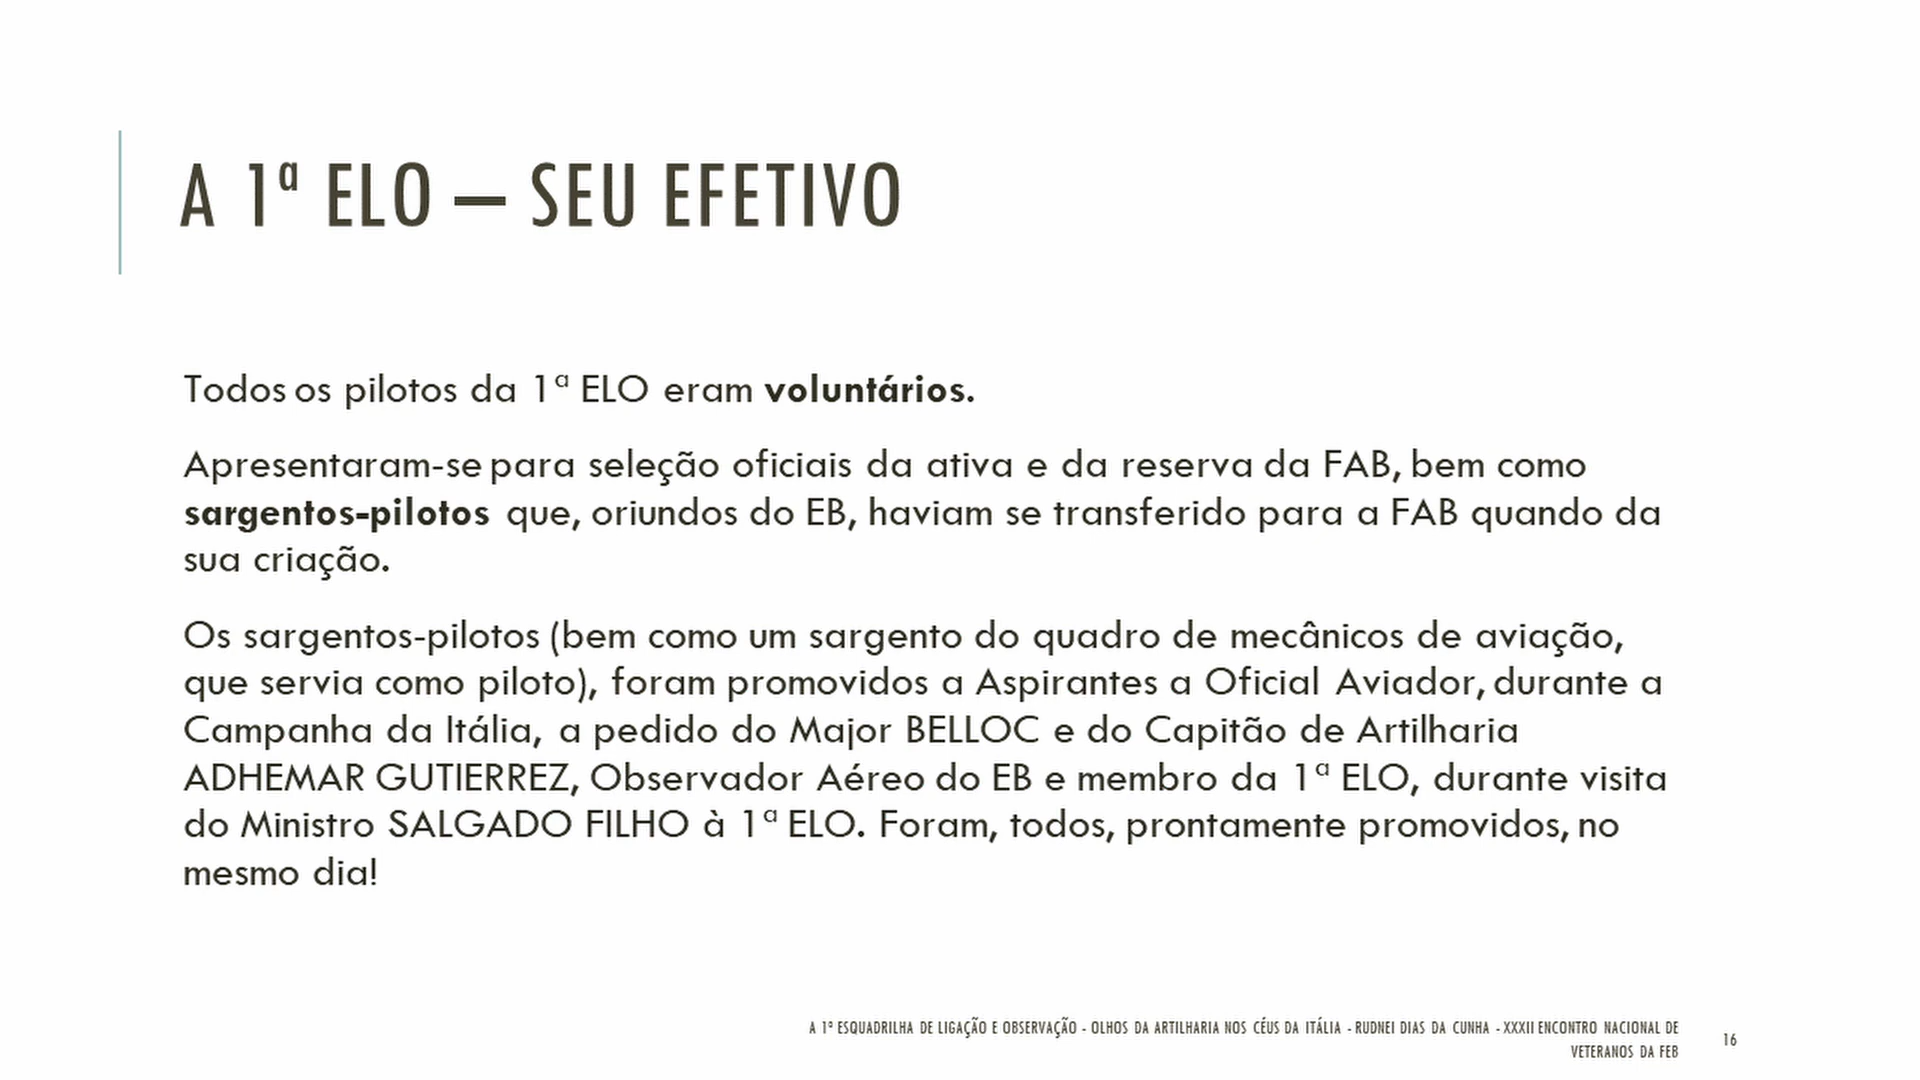 A 1ª ELO – SEU EFETIVO
Todos os pilotos da 1ª ELO eram voluntários.
Apresentaram-se para seleção oficiais da ativa e da reserva da FAB, bem como
sargentos-pilotos que, oriundos do EB, haviam se transferido para a FAB quando da
sua criação.
Os sargentos-pilotos (bem como um sargento do quadro de mecânicos de aviação,
que servia como piloto), foram promovidos a Aspirantes a Oficial Aviador, durante a
Campanha da Itália, a pedido do Major BELLOC e do Capitão de Artilharia
ADHEMAR GUTIERREZ, Observador Aéreo do EB e membro da 1ª ELO, durante visita
do Ministro SALGADO FILHO à 1ª ELO. Foram, todos, prontamente promovidos, no
mesmo dia!
A 1ª ESQUADRILHA DE LIGAÇÃO E OBSERVAÇÃO - OLHOS DA ARTILHARIA NOS CÉUS DA ITÁLIA - RUDNEI DIAS DA CUNHA - XXXII ENCONTRO NACIONAL DE
VETERANOS DA FEB
16